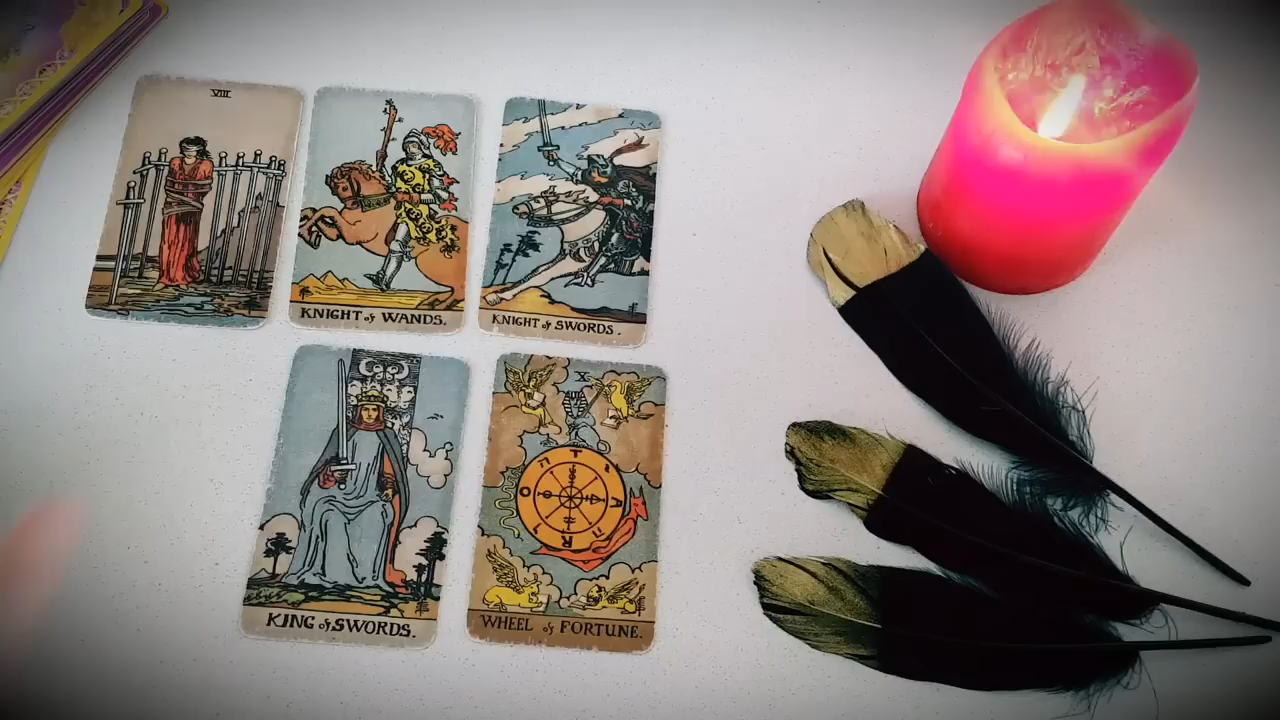 VIII
KNIGHT of WANDS.
KNIGHT of SWORDS.
KING of SWORDS.
X
WHEEL of FORTUNE.
T
A
R
O